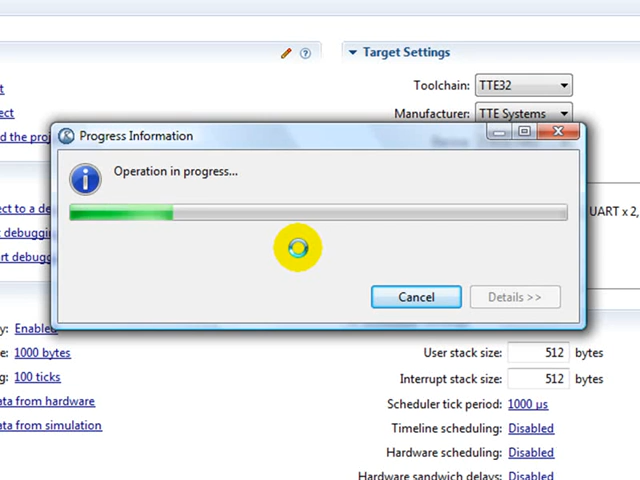 Target Settings
t
Toolchain: TTE32
ect
Manufacturer: TTE Systems
d the proj
Progress Information
Operation in progress...
ect to a de
UART x 2,
t debuggin
rt debuggi
Cancel
Details >>
y: Enabled
e: 1000 bytes
User stack size: 512 bytes
g: 100 ticks
Interrupt stack size: 512 bytes
ata from hardware
Scheduler tick period: 1000 µs
ata from simulation
Timeline scheduling: Disabled
Hardware scheduling: Disabled
Hardware sandwich delays: Disabled